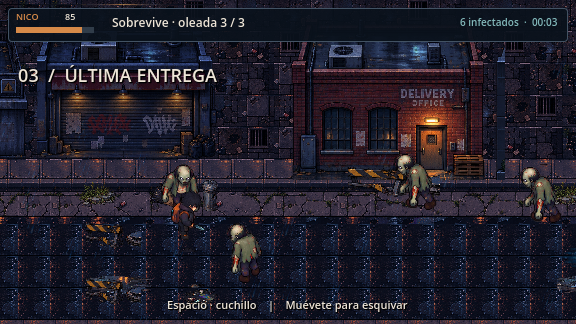 NICO 85
Sobrevive · oleada 3 / 3
6 infectados · 00:03
03 / ÚLTIMA ENTREGA
DELIVERY
OFFICE
Espacio · cuchillo | Muévete para esquivar